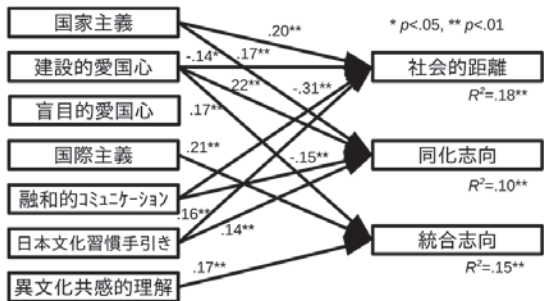 国家主義
建設的愛国心
盲目的愛国心
国際主義
融和的ｺﾐｭﾆｹｰｼｮﾝ
日本文化習慣手引き
異文化共感的理解
.20**
-.14*
.17**
.22**
-.31**
.17**
.21**
-.15**
.16**
.14**
.17**
* p<.05, ** p<.01
社会的距離
R²=.18**
同化志向
R²=.10**
統合志向
R²=.15**